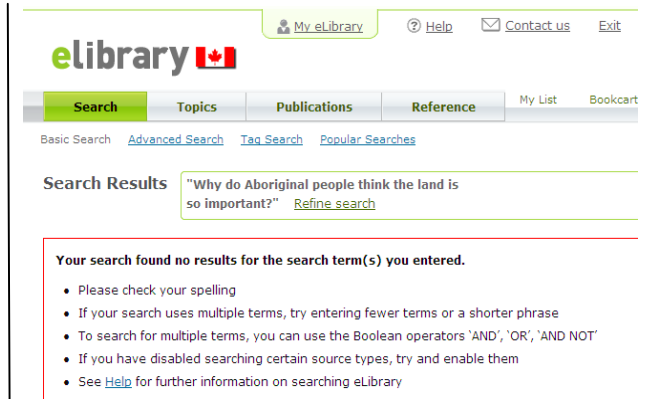 My eLibrary Help Contact us Exit
elibrary
Search Topics Publications Reference My List Bookcart
Basic Search Advanced Search Tag Search Popular Searches
Search Results "Why do Aboriginal people think the land is
so important?" Refine search
Your search found no results for the search term(s) you entered.
• Please check your spelling
• If your search uses multiple terms, try entering fewer terms or a shorter phrase
• To search for multiple terms, you can use the Boolean operators `AND', `OR', `AND NOT'
• If you have disabled searching certain source types, try and enable them
• See Help for further information on searching eLibrary